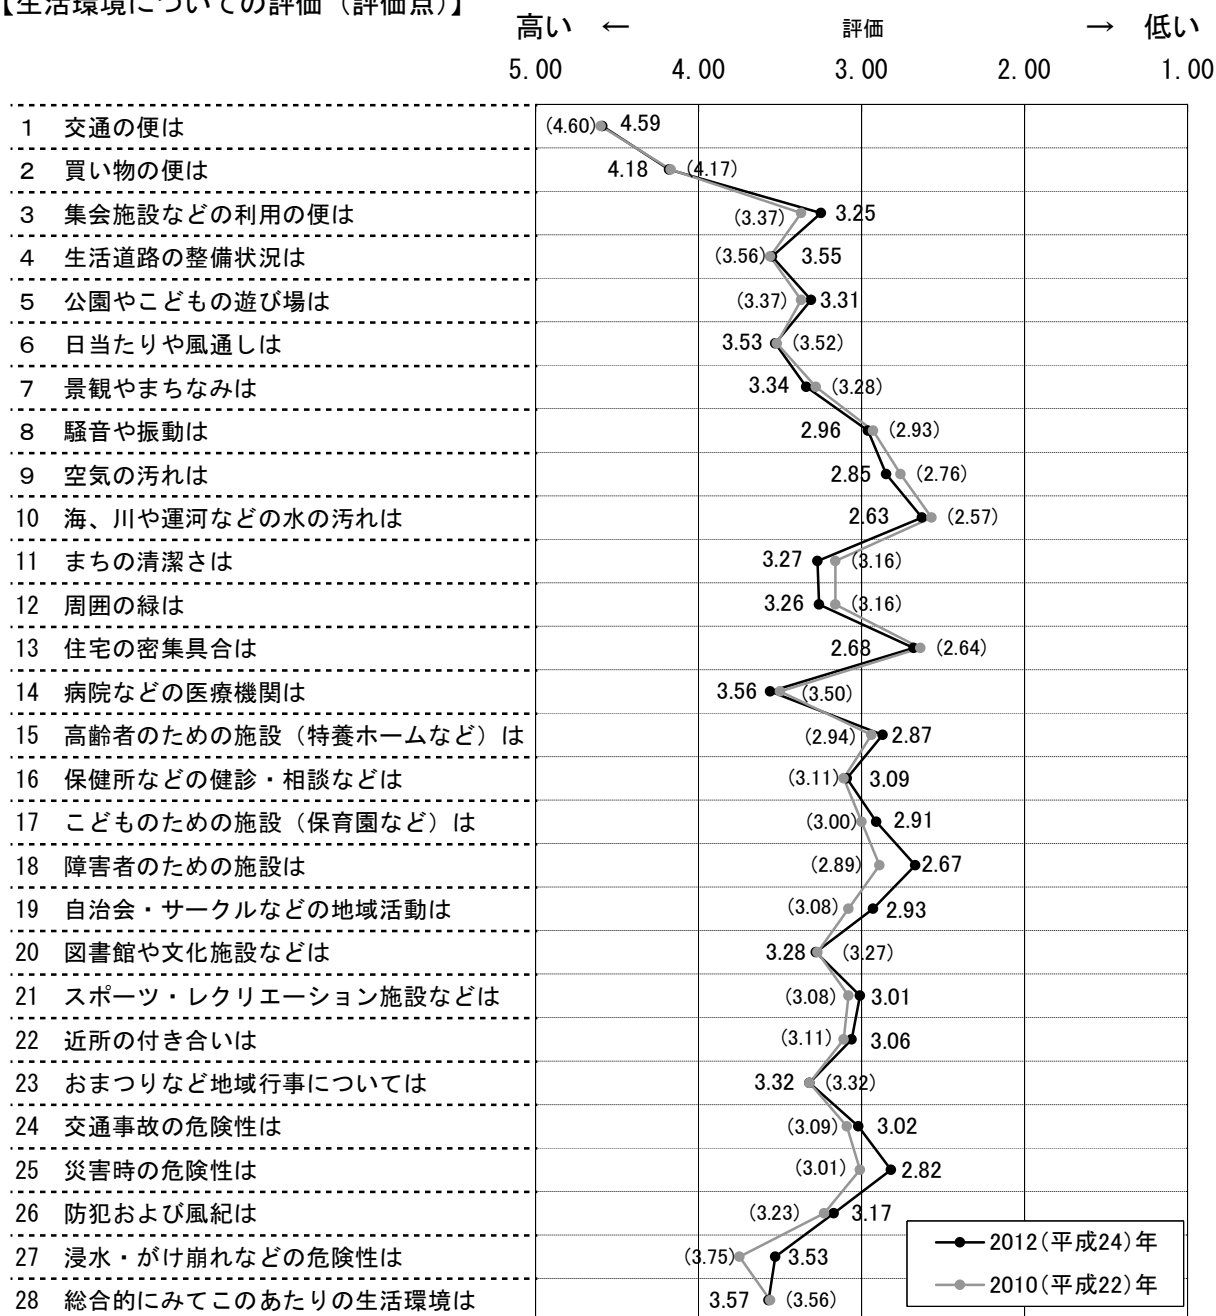 【生活環境についての評価（評価点）】
高い ← 評価 → 低い
5.00 4.00 3.00 2.00 1.00
1 交通の便は (4.60) 4.59
2 買い物の便は 4.18 (4.17)
3 集会施設などの利用の便は (3.37) 3.25
4 生活道路の整備状況は (3.56) 3.55
5 公園やこどもの遊び場は (3.37) 3.31
6 日当たりや風通しは 3.53 (3.52)
7 景観やまちなみは 3.34 (3.28)
8 騒音や振動は 2.96 (2.93)
9 空気の汚れは 2.85 (2.76)
10 海、川や運河などの水の汚れは 2.63 (2.57)
11 まちの清潔さは 3.27 (3.16)
12 周囲の緑は 3.26 (3.16)
13 住宅の密集具合は 2.68 (2.64)
14 病院などの医療機関は 3.56 (3.50)
15 高齢者のための施設（特養ホームなど）は (2.94) 2.87
16 保健所などの健診・相談などは (3.11) 3.09
17 こどものための施設（保育園など）は (3.00) 2.91
18 障害者のための施設は (2.89) 2.67
19 自治会・サークルなどの地域活動は (3.08) 2.93
20 図書館や文化施設などは 3.28 (3.27)
21 スポーツ・レクリエーション施設などは (3.08) 3.01
22 近所の付き合いは (3.11) 3.06
23 おまつりなど地域行事については 3.32 (3.32)
24 交通事故の危険性は (3.09) 3.02
25 災害時の危険性は (3.01) 2.82
26 防犯および風紀は (3.23) 3.17
27 浸水・がけ崩れなどの危険性は (3.75) 3.53
28 総合的にみてこのあたりの生活環境は 3.57 (3.56)
2012(平成24)年
2010(平成22)年